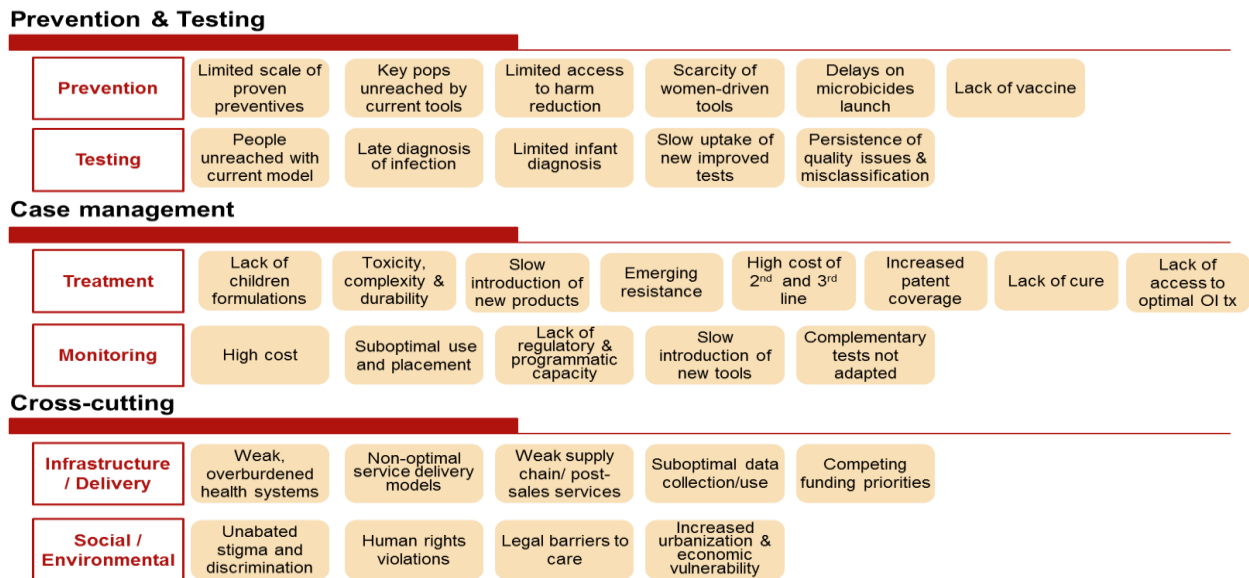 Prevention & Testing
Prevention
Limited scale of
proven
preventives
Key pops
unreached by
current tools
Limited access
to harm
reduction
Scarcity of
women-driven
tools
Delays on
microbicides
launch
Lack of vaccine
Testing
People
unreached with
current model
Late diagnosis
of infection
Limited infant
diagnosis
Slow uptake of
new improved
tests
Persistence of
quality issues &
misclassification
Case management
Treatment
Lack of
children
formulations
Toxicity,
complexity &
durability
Slow
introduction of
new products
Emerging
resistance
High cost of
2nd and 3rd
line
Increased
patent
coverage
Lack of cure
Lack of
access to
optimal OI tx
Monitoring
High cost
Suboptimal use
and placement
Lack of
regulatory &
programmatic
capacity
Slow
introduction of
new tools
Complementary
tests not
adapted
Cross-cutting
Infrastructure
/ Delivery
Weak,
overburdened
health systems
Non-optimal
service delivery
models
Weak supply
chain/ post-
sales services
Suboptimal data
collection/use
Competing
funding priorities
Social /
Environmental
Unabated
stigma and
discrimination
Human rights
violations
Legal barriers to
care
Increased
urbanization &
economic
vulnerability